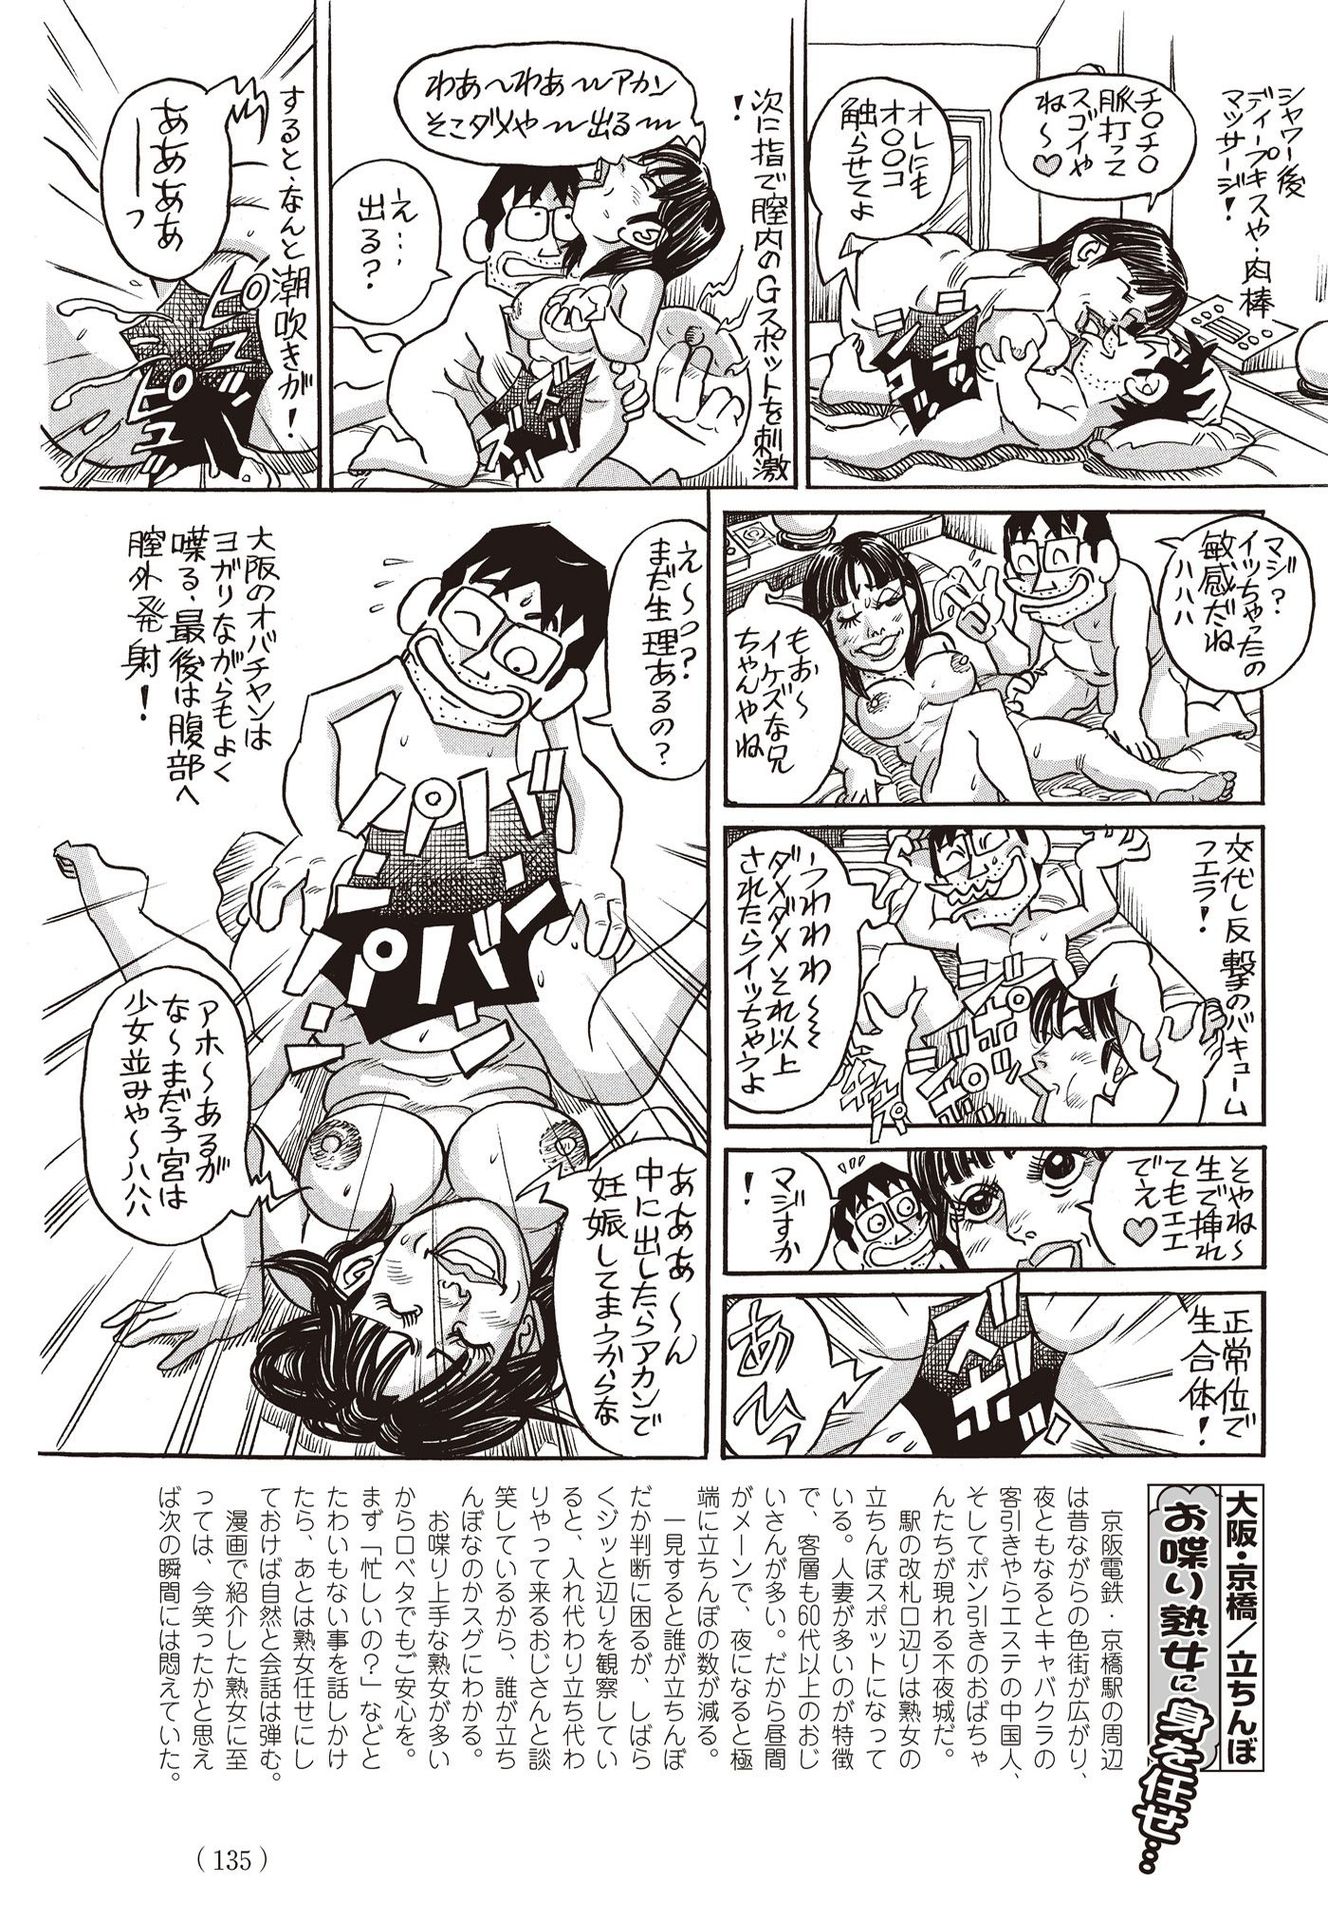 シャワー後
ディープキスや・肉棒
マッサージ!
チ〇チ〇
脈打って
スゴイや
ね〜♥
オレにも
オ〇〇コ
触らせてよ
コッ
コッ
次に指で膣内のGスポットを刺激
!
わあ〜わあ〜アカン
そこダメや〜出る〜
え…
出る?
ズッ
ズッ
すると、なんと潮吹きが!
ああああ
ーっ
ピュッ
ピュ
マジ?
イッちゃったの
敏感だね
ハハハ
もお〜
イケズな兄
ちゃんやね
交代し反撃のバキューム
フェラ!
うわわわ〜
ダメダメそれ以上
されたらイッちゃうよ
そやね〜
生で挿れ
てもエエ
でえ♥
マジすか
!
正常位で
生合体!
あひっ
ズボッ
え〜っ?
まだ生理あるの?
大阪のオバチャンは
ヨガリながらもよく
喋る・最後は腹部へ
膣外発射!
パン!
パン!
アホ〜あるが
な〜まだ子宮は
少女並みや〜ハハハ
あああ〜ん
中に出したらアカンで
妊娠してまうからな
大阪・京橋/立ちんぼ
お喋り熟女に身を任せ…
京阪電鉄・京橋駅の周辺
は昔ながらの色街が広がり、
夜ともなるとキャバクラの
客引きやらエステの中国人、
そしてポン引きのおばちゃ
んたちが現れる不夜城だ。
駅の改札口辺りは熟女の
立ちんぼスポットになって
いる。人妻が多いのが特徴
で、客層も60代以上のおじ
いさんが多い。だから昼間
がメーンで、夜になると極
端に立ちんぼの数が減る。
一見すると誰が立ちんぼ
だか判断に困るが、しばら
くジッと辺りを観察してい
ると、入れ代わり立ち代わ
りやって来るおじさんと談
笑しているから、誰が立ち
んぼなのかスグにわかる。
お喋り上手な熟女が多い
から口ベタでもご安心を。
まず「忙しいの?」などと
たわいもない事を話しかけ
たら、あとは熟女任せにし
ておけば自然と会話は弾む。
漫画で紹介した熟女に至
っては、今笑ったかと思え
ば次の瞬間には悶えていた。
(135)